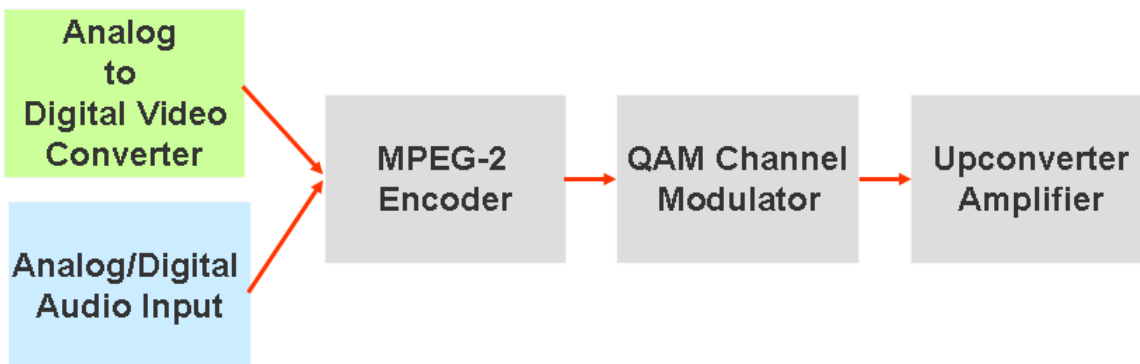 Analog
to
Digital Video
Converter
Analog/Digital
Audio Input
MPEG-2
Encoder
QAM Channel
Modulator
Upconverter
Amplifier